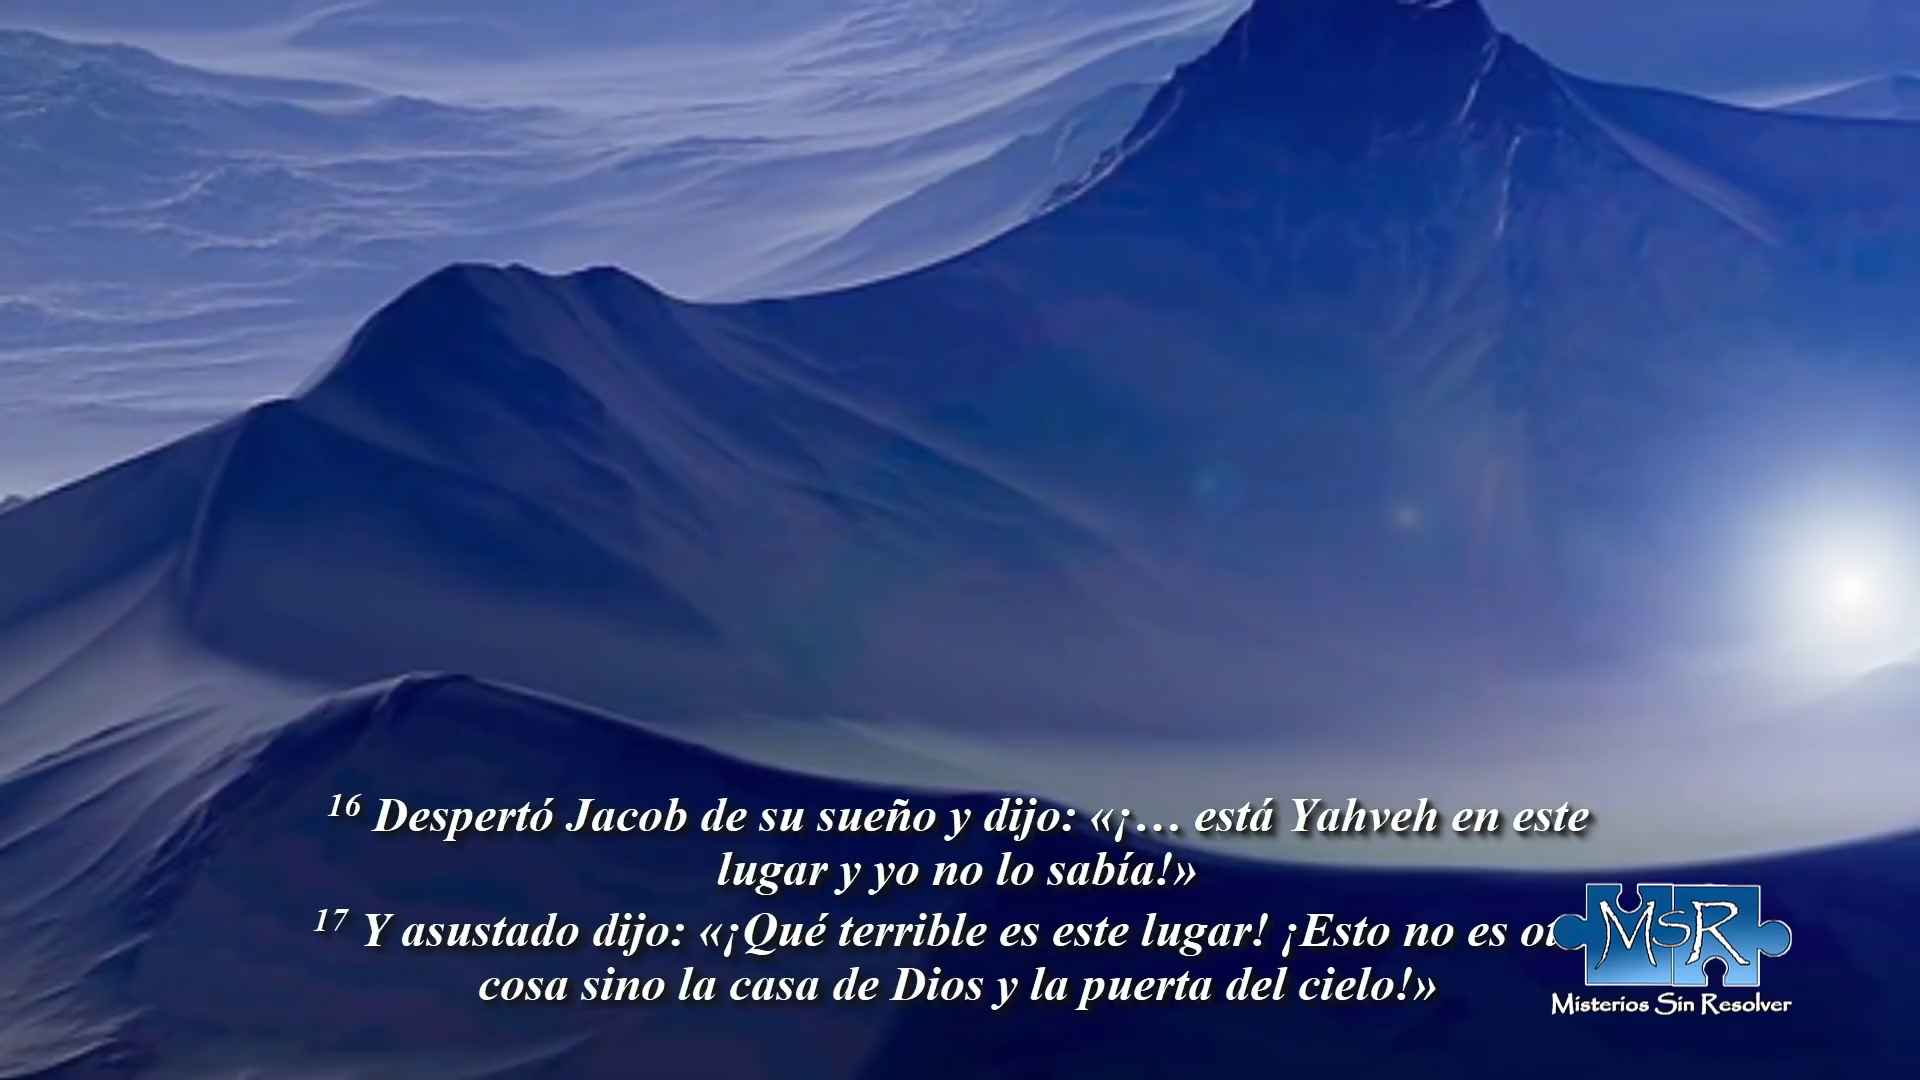 16 Despertó Jacob de su sueño y dijo: «¡… está Yahveh en este
lugar y yo no lo sabía!»
17 Y asustado dijo: «¡Qué terrible es este lugar! ¡Esto no es
cosa sino la casa de Dios y la puerta del cielo!»
MSR
Misterios Sin Resolver